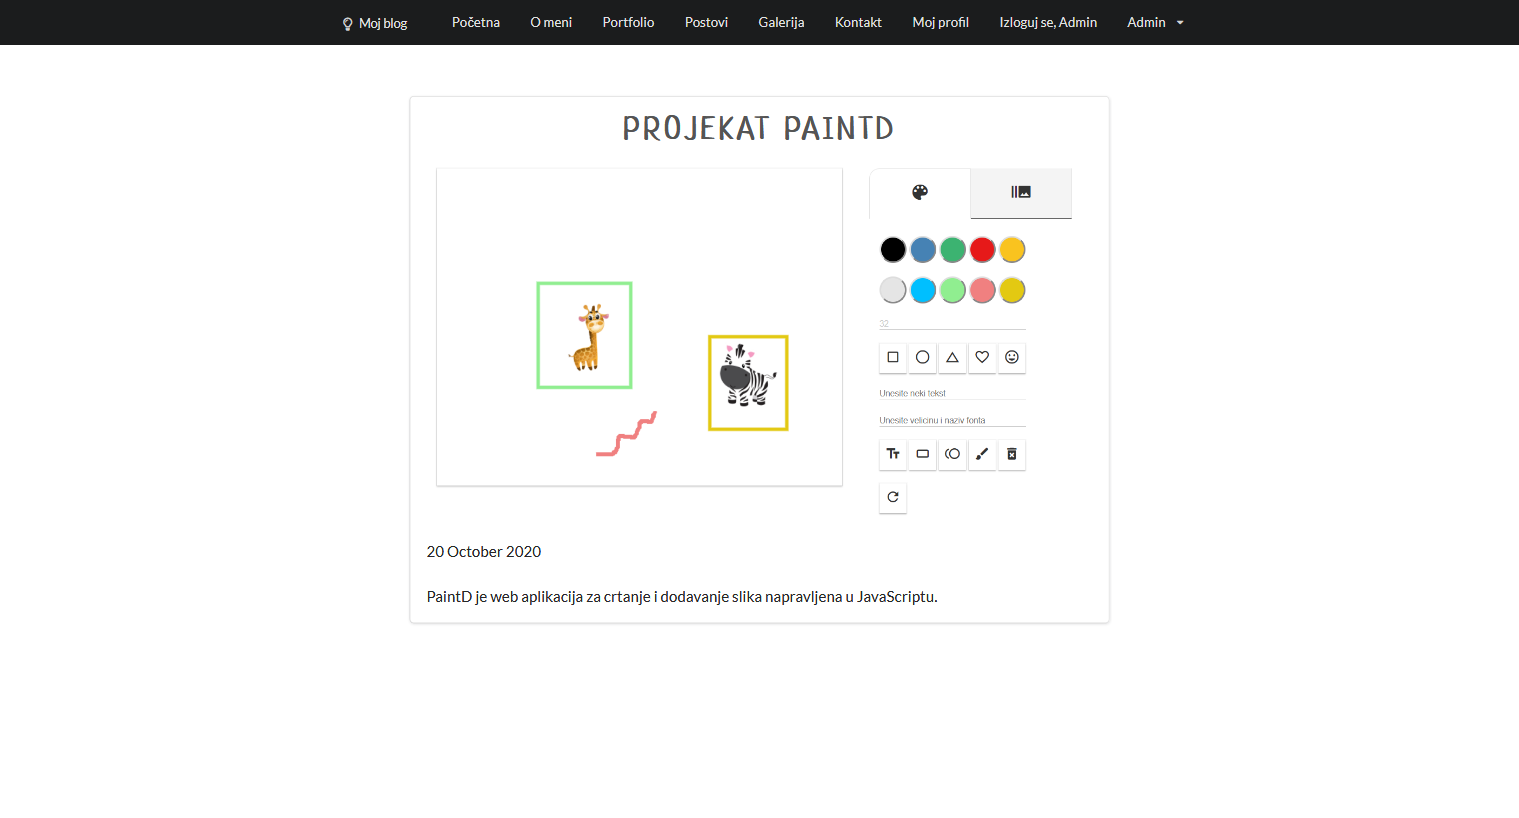 Moj blog Početna O meni Portfolio Postovi Galerija Kontakt Moj profil Izloguj se, Admin Admin
PROJEKAT PAINTD
32
Unesite neki tekst
Unesite velicinu i naziv fonta
Tт
20 October 2020
PaintD je web aplikacija za crtanje i dodavanje slika napravljena u JavaScriptu.